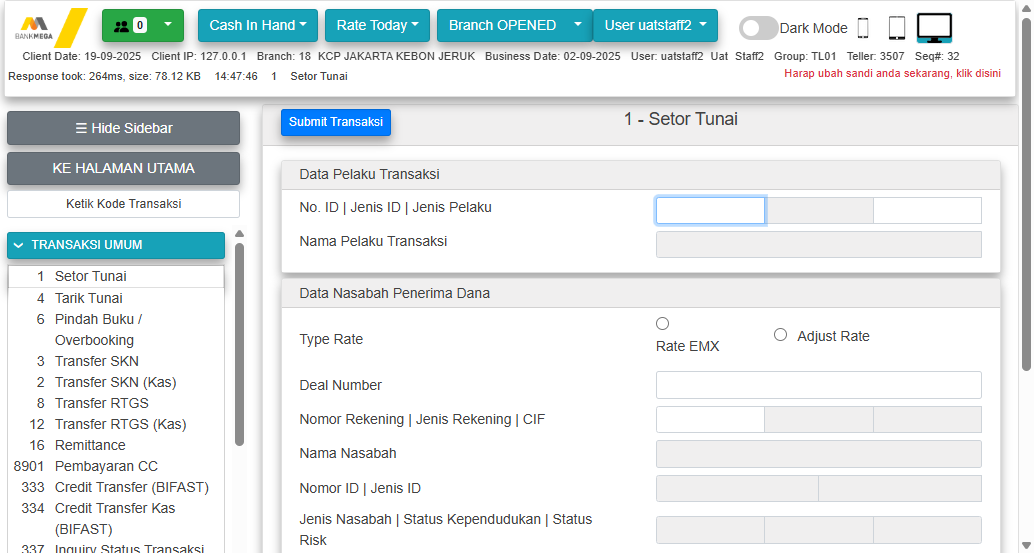 BANK MEGA
0
Cash In Hand
Rate Today
Branch OPENED
User uatstaff2
Dark Mode
Client Date: 19-09-2025 Client IP: 127.0.0.1 Branch: 18 KCP JAKARTA KEBON JERUK Business Date: 02-09-2025 User: uatstaff2 Uat Staff2 Group: TL01 Teller: 3507 Seq#: 32
Response took: 264ms, size: 78.12 KB 14:47:46 1 Setor Tunai
Harap ubah sandi anda sekarang, klik disini
☰ Hide Sidebar
KE HALAMAN UTAMA
Ketik Kode Transaksi
TRANSAKSI UMUM
1 Setor Tunai
4 Tarik Tunai
6 Pindah Buku /
Overbooking
3 Transfer SKN
2 Transfer SKN (Kas)
8 Transfer RTGS
12 Transfer RTGS (Kas)
16 Remittance
8901 Pembayaran CC
333 Credit Transfer (BIFAST)
334 Credit Transfer Kas
(BIFAST)
337 Inquiry Status Transaksi
Submit Transaksi
1 - Setor Tunai
Data Pelaku Transaksi
No. ID | Jenis ID | Jenis Pelaku
Nama Pelaku Transaksi
Data Nasabah Penerima Dana
Type Rate
Rate EMX
Adjust Rate
Deal Number
Nomor Rekening | Jenis Rekening | CIF
Nama Nasabah
Nomor ID | Jenis ID
Jenis Nasabah | Status Kependudukan | Status
Risk